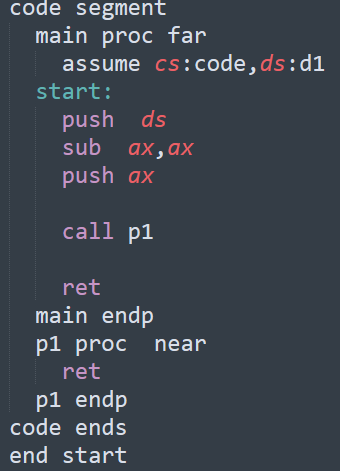 code segment
main proc far
assume cs:code,ds:d1
start:
push  ds
sub  ax,ax
push ax
call p1
ret
main endp
p1 proc  near
ret
p1 endp
code ends
end start